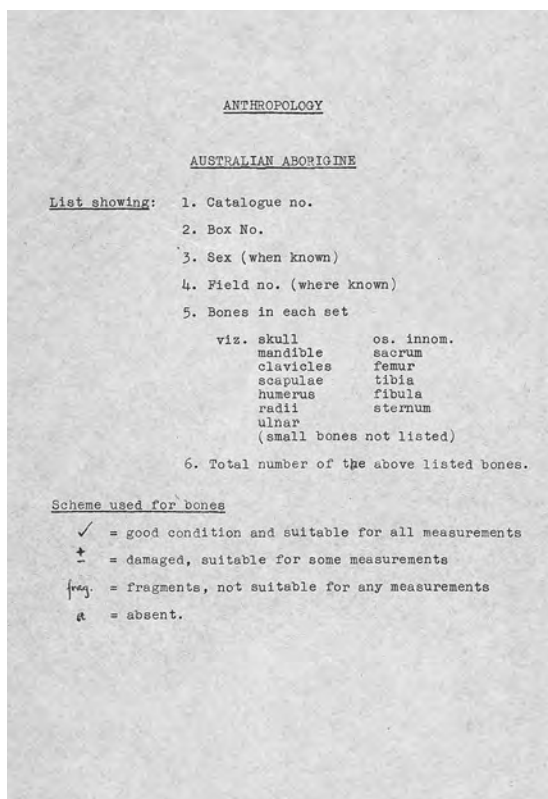 ANTHROPOLOGY
AUSTRALIAN ABORIGINE
List showing: 1. Catalogue no.
2. Box No.
3. Sex (when known)
4. Field no. (where known)
5. Bones in each set
viz. skull os. innom.
mandible sacrum
clavicles femur
scapulae tibia
humerus fibula
radii sternum
ulnar
(small bones not listed)
6. Total number of the above listed bones.
Scheme used for bones
✓ = good condition and suitable for all measurements
± = damaged, suitable for some measurements
frag. = fragments, not suitable for any measurements
a = absent.